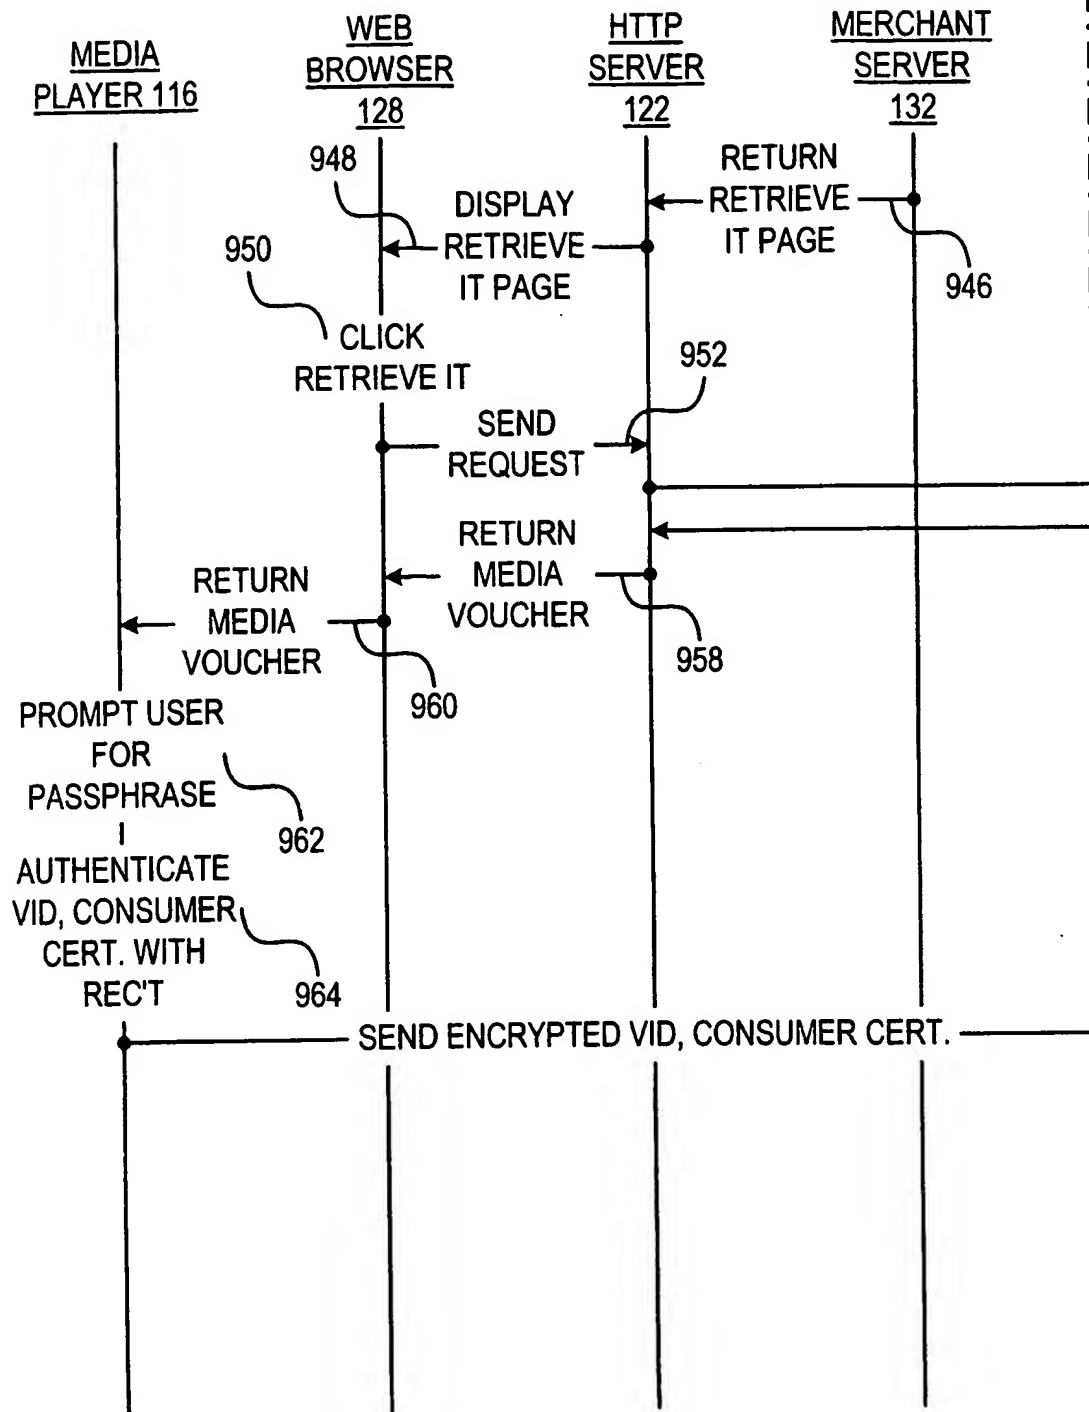 MEDIA
PLAYER 116
WEB
BROWSER
128
HTTP
SERVER
122
MERCHANT
SERVER
132
RETURN
RETRIEVE
IT PAGE
946
948
DISPLAY
RETRIEVE
IT PAGE
950
CLICK
RETRIEVE IT
952
SEND
REQUEST
RETURN
MEDIA
VOUCHER
958
RETURN
MEDIA
VOUCHER
960
PROMPT USER
FOR
PASSPHRASE
962
AUTHENTICATE
VID, CONSUMER
CERT. WITH
REC'T
964
SEND ENCRYPTED VID, CONSUMER CERT.